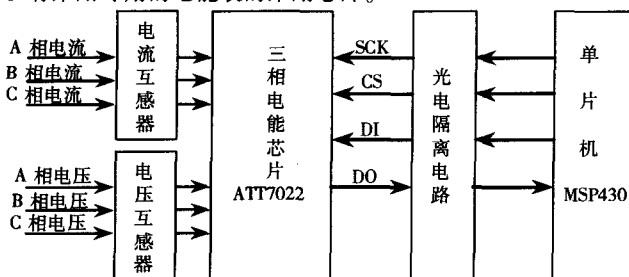 A 相电流
B 相电流
C 相电流
电流互感器
A 相电压
B 相电压
C 相电压
电压互感器
三相电能芯片
ATT7022
SCK
CS
DI
DO
光电隔离电路
单片机
MSP430